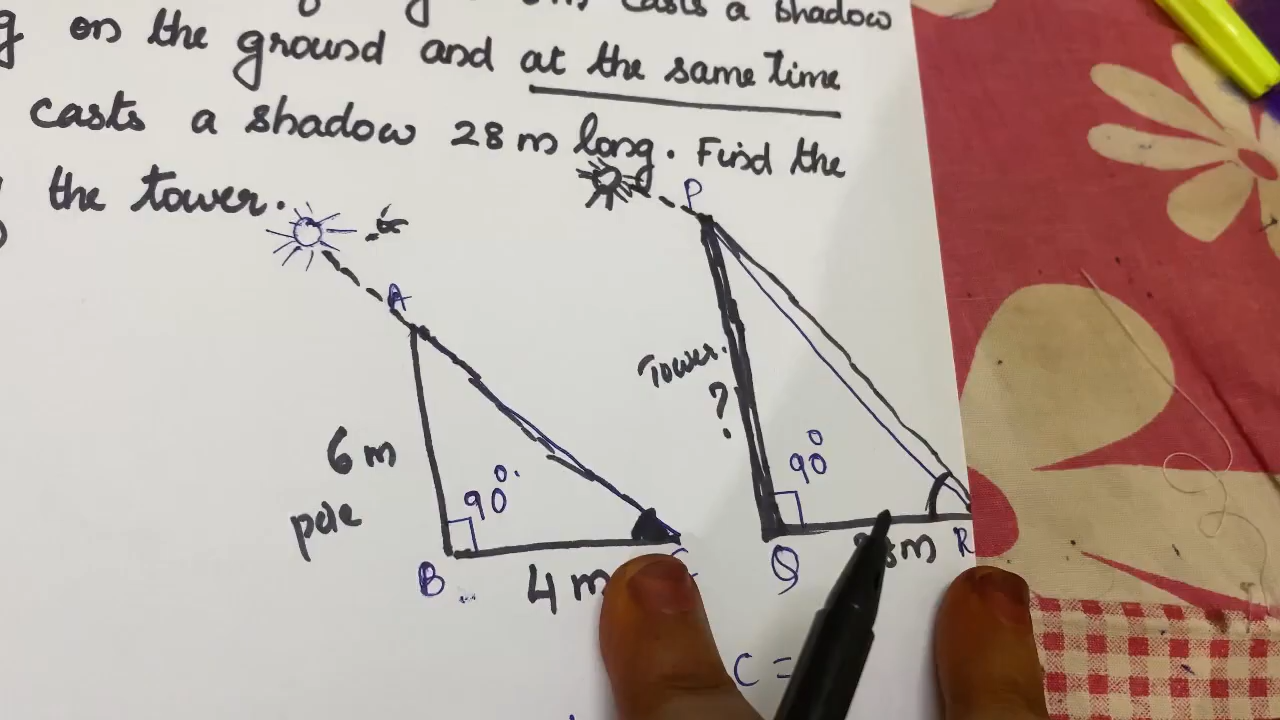 casts a shadow
g on the ground and at the same time
casts a shadow 28 m long. Find the
the tower.
P
A
Tower.
?
6 m
90°
90°
pole
B
4 m
C
Q
m
R
C =